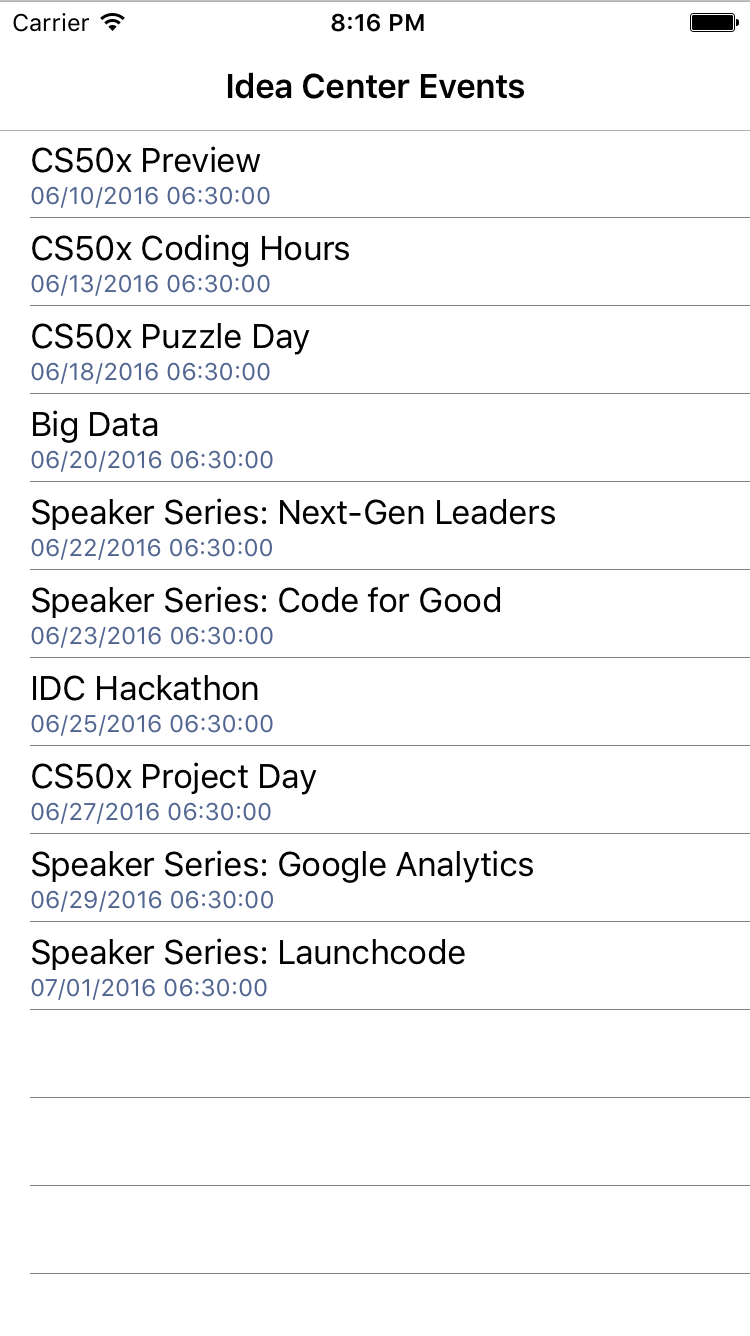 Carrier 8:16 PM
Idea Center Events
CS50x Preview
06/10/2016 06:30:00
CS50x Coding Hours
06/13/2016 06:30:00
CS50x Puzzle Day
06/18/2016 06:30:00
Big Data
06/20/2016 06:30:00
Speaker Series: Next-Gen Leaders
06/22/2016 06:30:00
Speaker Series: Code for Good
06/23/2016 06:30:00
IDC Hackathon
06/25/2016 06:30:00
CS50x Project Day
06/27/2016 06:30:00
Speaker Series: Google Analytics
06/29/2016 06:30:00
Speaker Series: Launchcode
07/01/2016 06:30:00